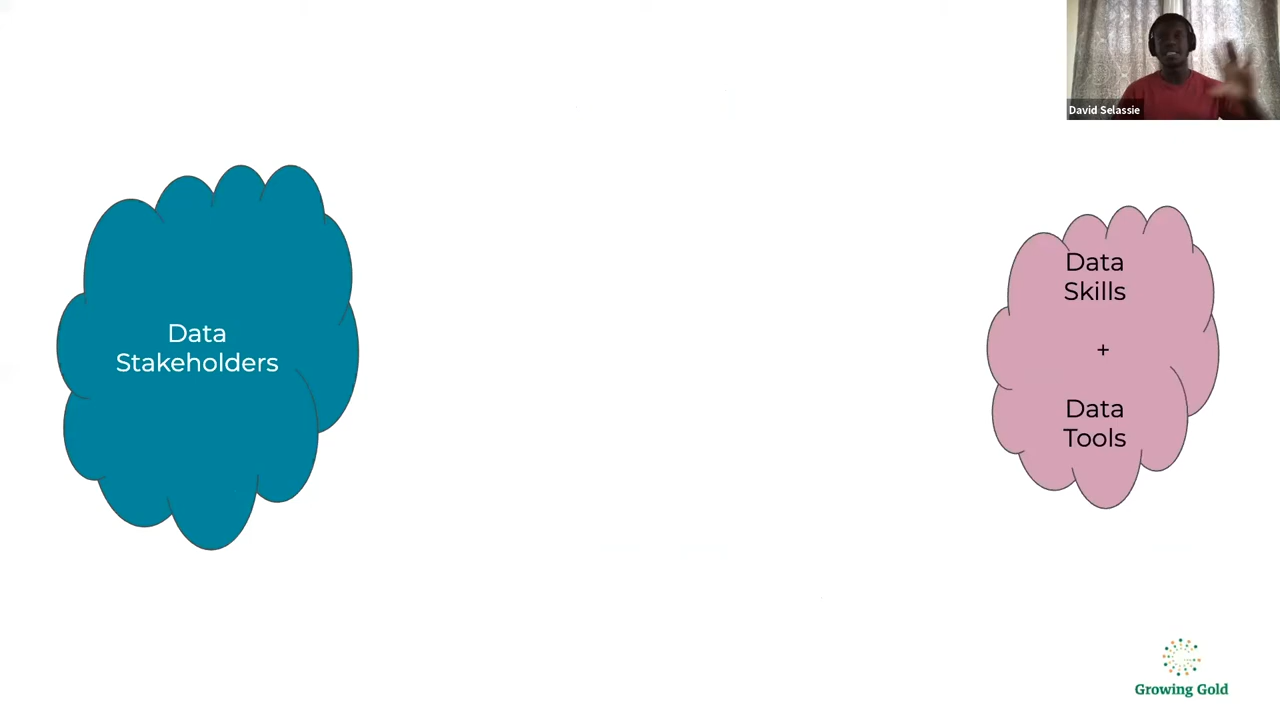 David Selassie
Data
Stakeholders
Data
Skills
+
Data
Tools
Growing Gold